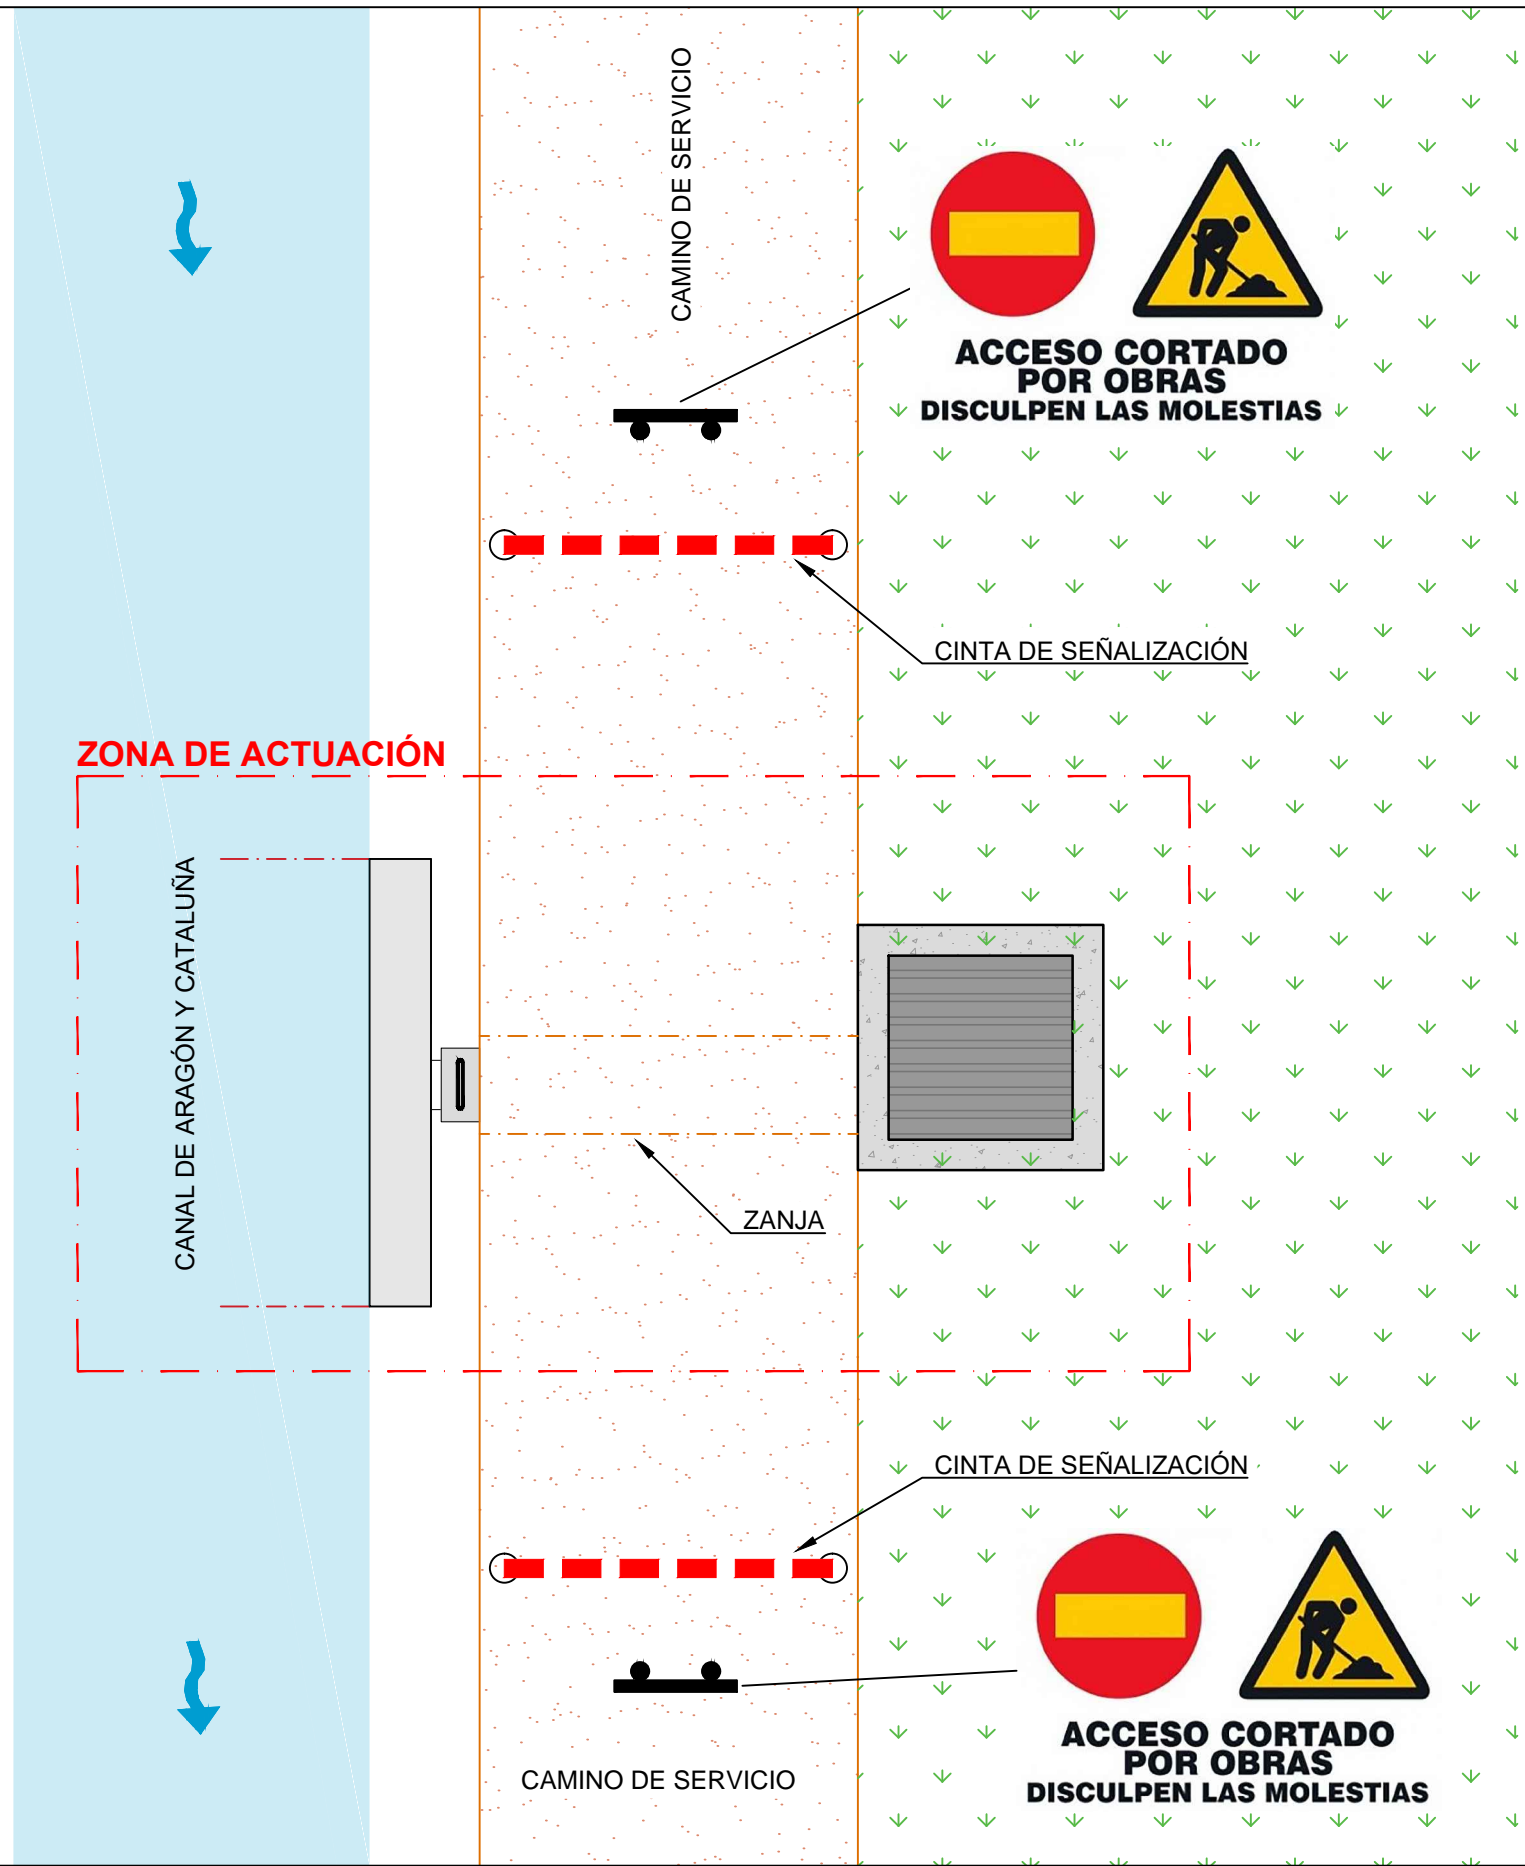 CAMINO DE SERVICIO
ACCESO CORTADO
POR OBRAS
DISCULPEN LAS MOLESTIAS
CINTA DE SEÑALIZACIÓN
ZONA DE ACTUACIÓN
CANAL DE ARAGÓN Y CATALUÑA
ZANJA
CINTA DE SEÑALIZACIÓN
ACCESO CORTADO
POR OBRAS
DISCULPEN LAS MOLESTIAS
CAMINO DE SERVICIO